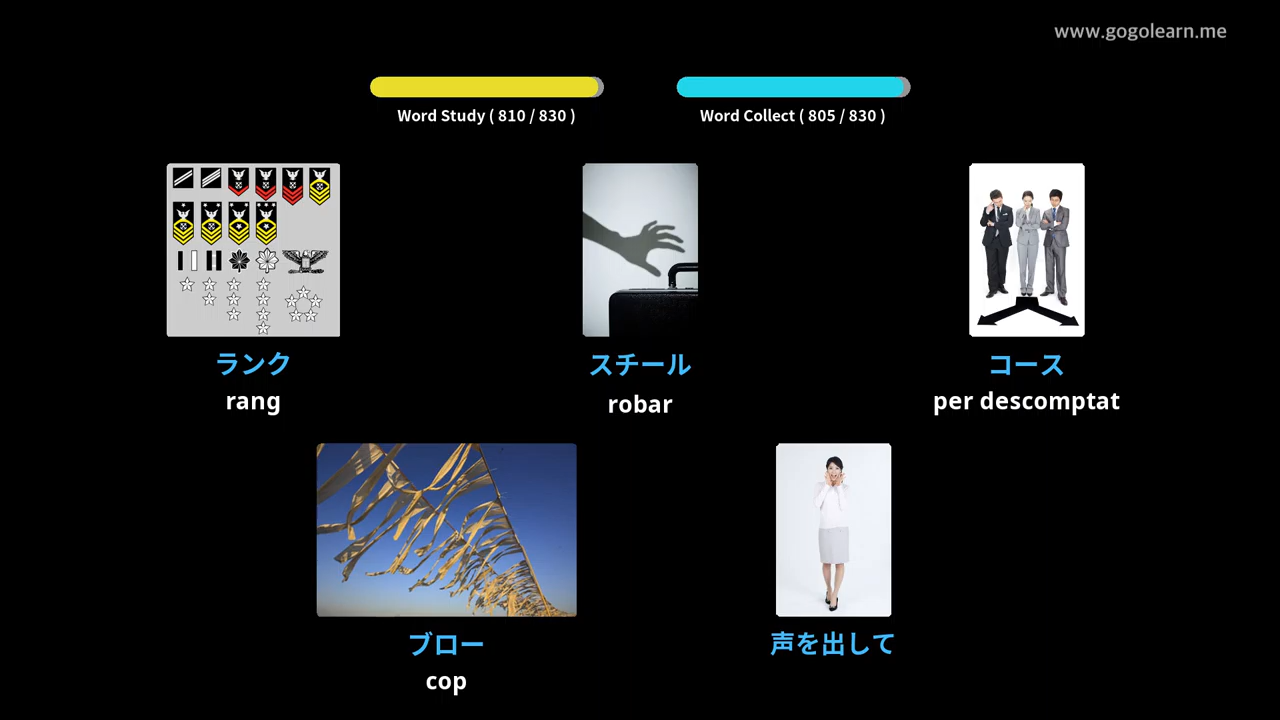 www.gogolearn.me
Word Study ( 810 / 830 )
Word Collect ( 805 / 830 )
ランク
rang
スチール
robar
コース
per descomptat
ブロー
cop
声を出して